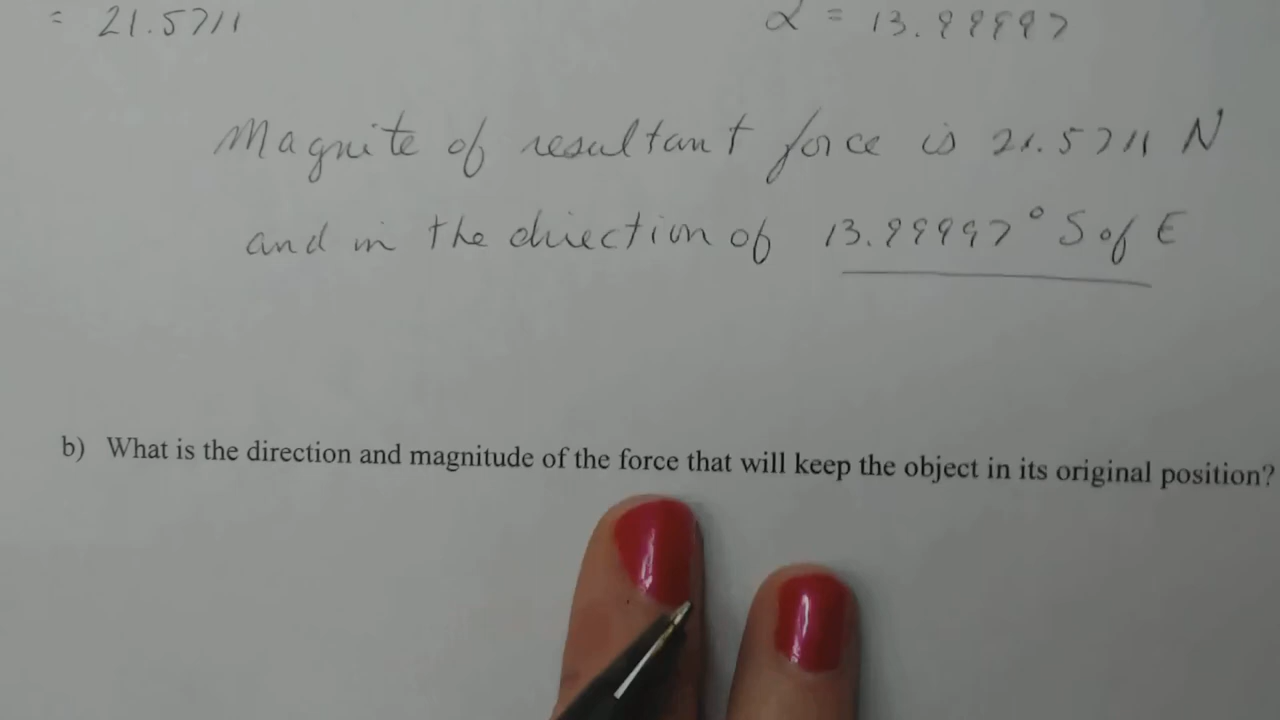 = 21.5711 α = 13.99997
Magnite of resultant force is 21.5711 N
and in the direction of 13.99997° S of E
b) What is the direction and magnitude of the force that will keep the object in its original position?